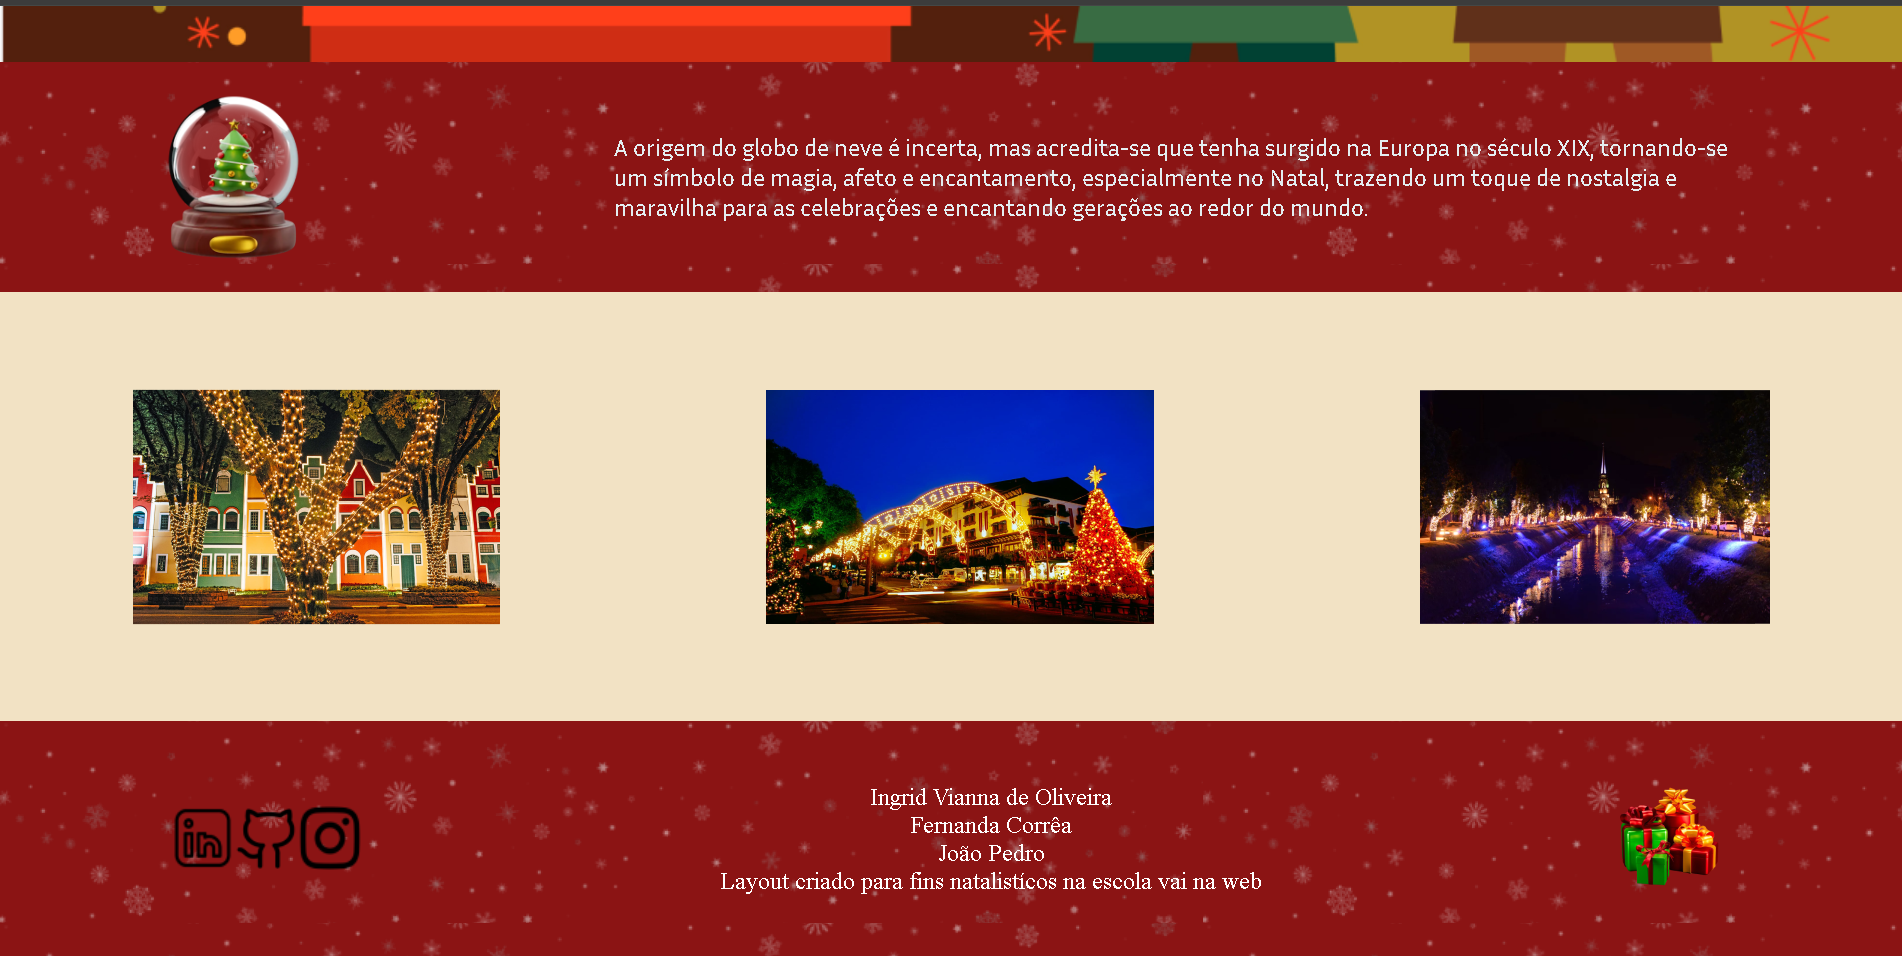 A origem do globo de neve é incerta, mas acredita-se que tenha surgido na Europa no século XIX, tornando-se
um símbolo de magia, afeto e encantamento, especialmente no Natal, trazendo um toque de nostalgia e
maravilha para as celebrações e encantando gerações ao redor do mundo.
in
Ingrid Vianna de Oliveira
Fernanda Corrêa
João Pedro
Layout criado para fins natalistícos na escola vai na web